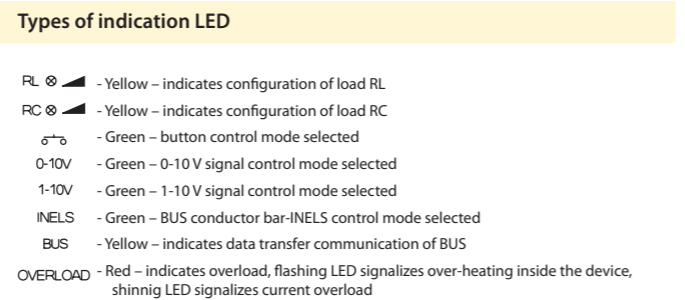 Types of indication LED
RL - Yellow – indicates configuration of load RL
RC - Yellow – indicates configuration of load RC
- Green – button control mode selected
0-10V - Green – 0-10 V signal control mode selected
1-10V - Green – 1-10 V signal control mode selected
INELS - Green – BUS conductor bar-INELS control mode selected
BUS - Yellow – indicates data transfer communication of BUS
OVERLOAD - Red – indicates overload, flashing LED signalizes over-heating inside the device,
shinnig LED signalizes current overload